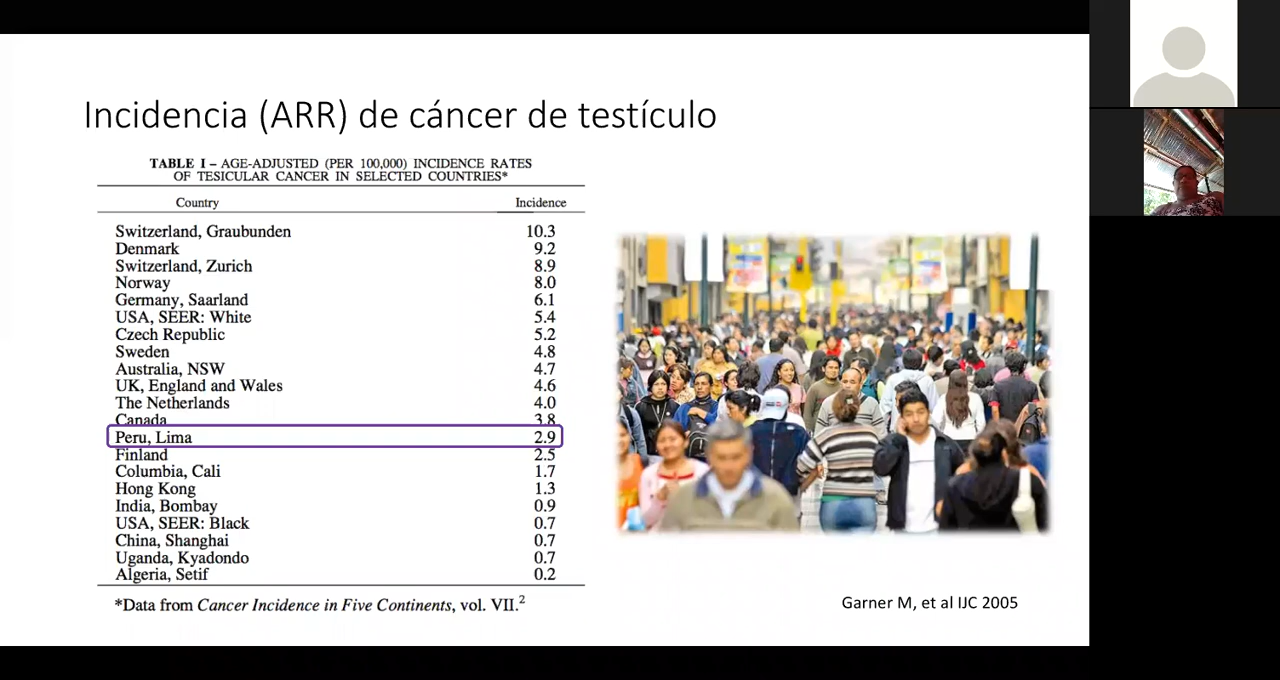 Incidencia (ARR) de cáncer de testículo
TABLE I – AGE-ADJUSTED (PER 100,000) INCIDENCE RATES
OF TESICULAR CANCER IN SELECTED COUNTRIES*
Country Incidence
Switzerland, Graubunden 10.3
Denmark 9.2
Switzerland, Zurich 8.9
Norway 8.0
Germany, Saarland 6.1
USA, SEER: White 5.4
Czech Republic 5.2
Sweden 4.8
Australia, NSW 4.7
UK, England and Wales 4.6
The Netherlands 4.0
Canada 3.8
Peru, Lima 2.9
Finland 2.5
Columbia, Cali 1.7
Hong Kong 1.3
India, Bombay 0.9
USA, SEER: Black 0.7
China, Shanghai 0.7
Uganda, Kyadondo 0.7
Algeria, Setif 0.2
*Data from Cancer Incidence in Five Continents, vol. VII.2
Garner M, et al IJC 2005